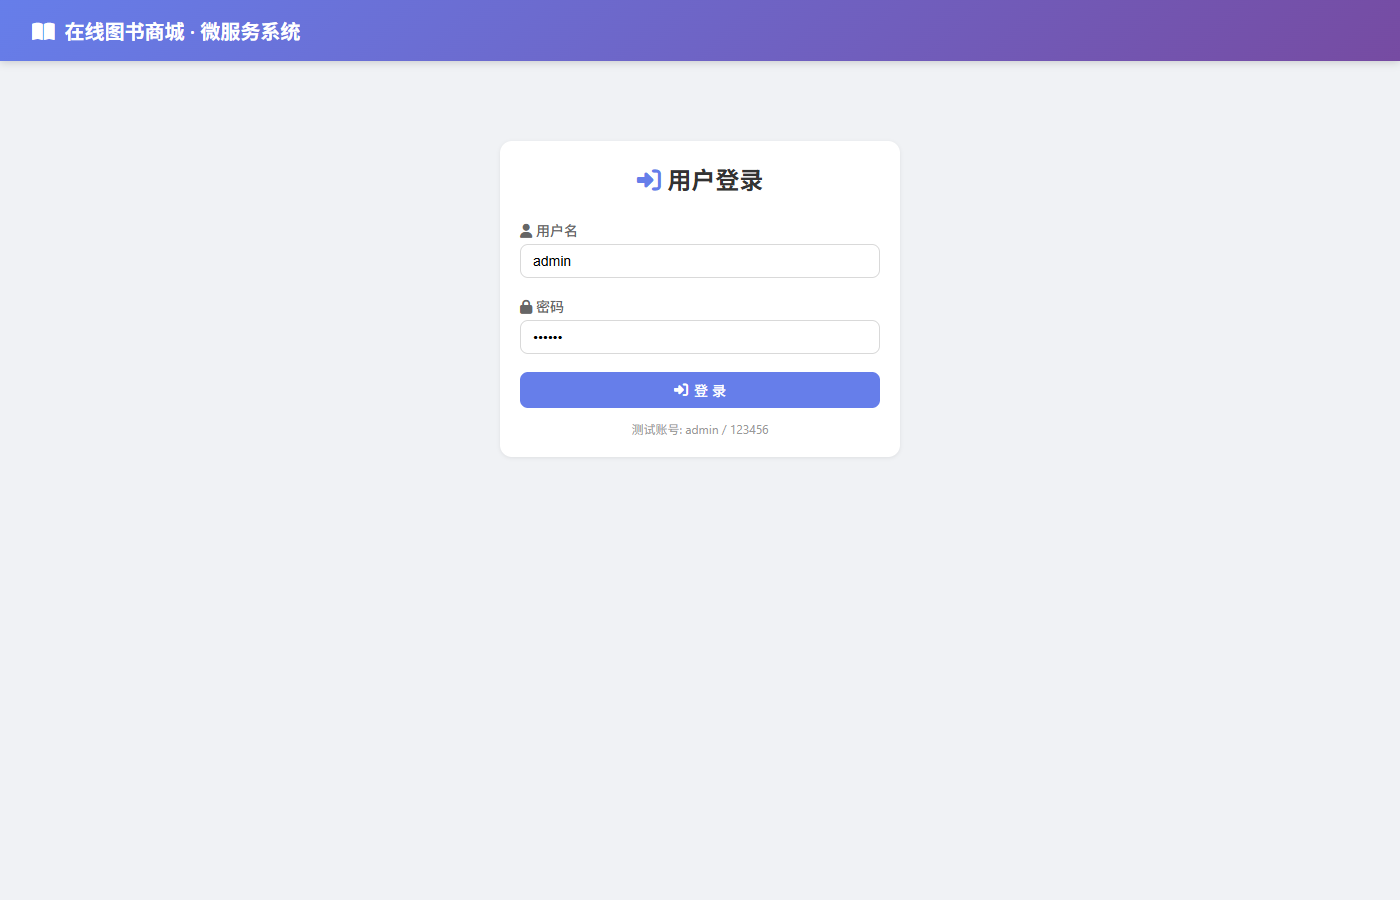 在线图书商城 · 微服务系统
用户登录
用户名
admin
密码
••••••
登 录
测试账号: admin / 123456